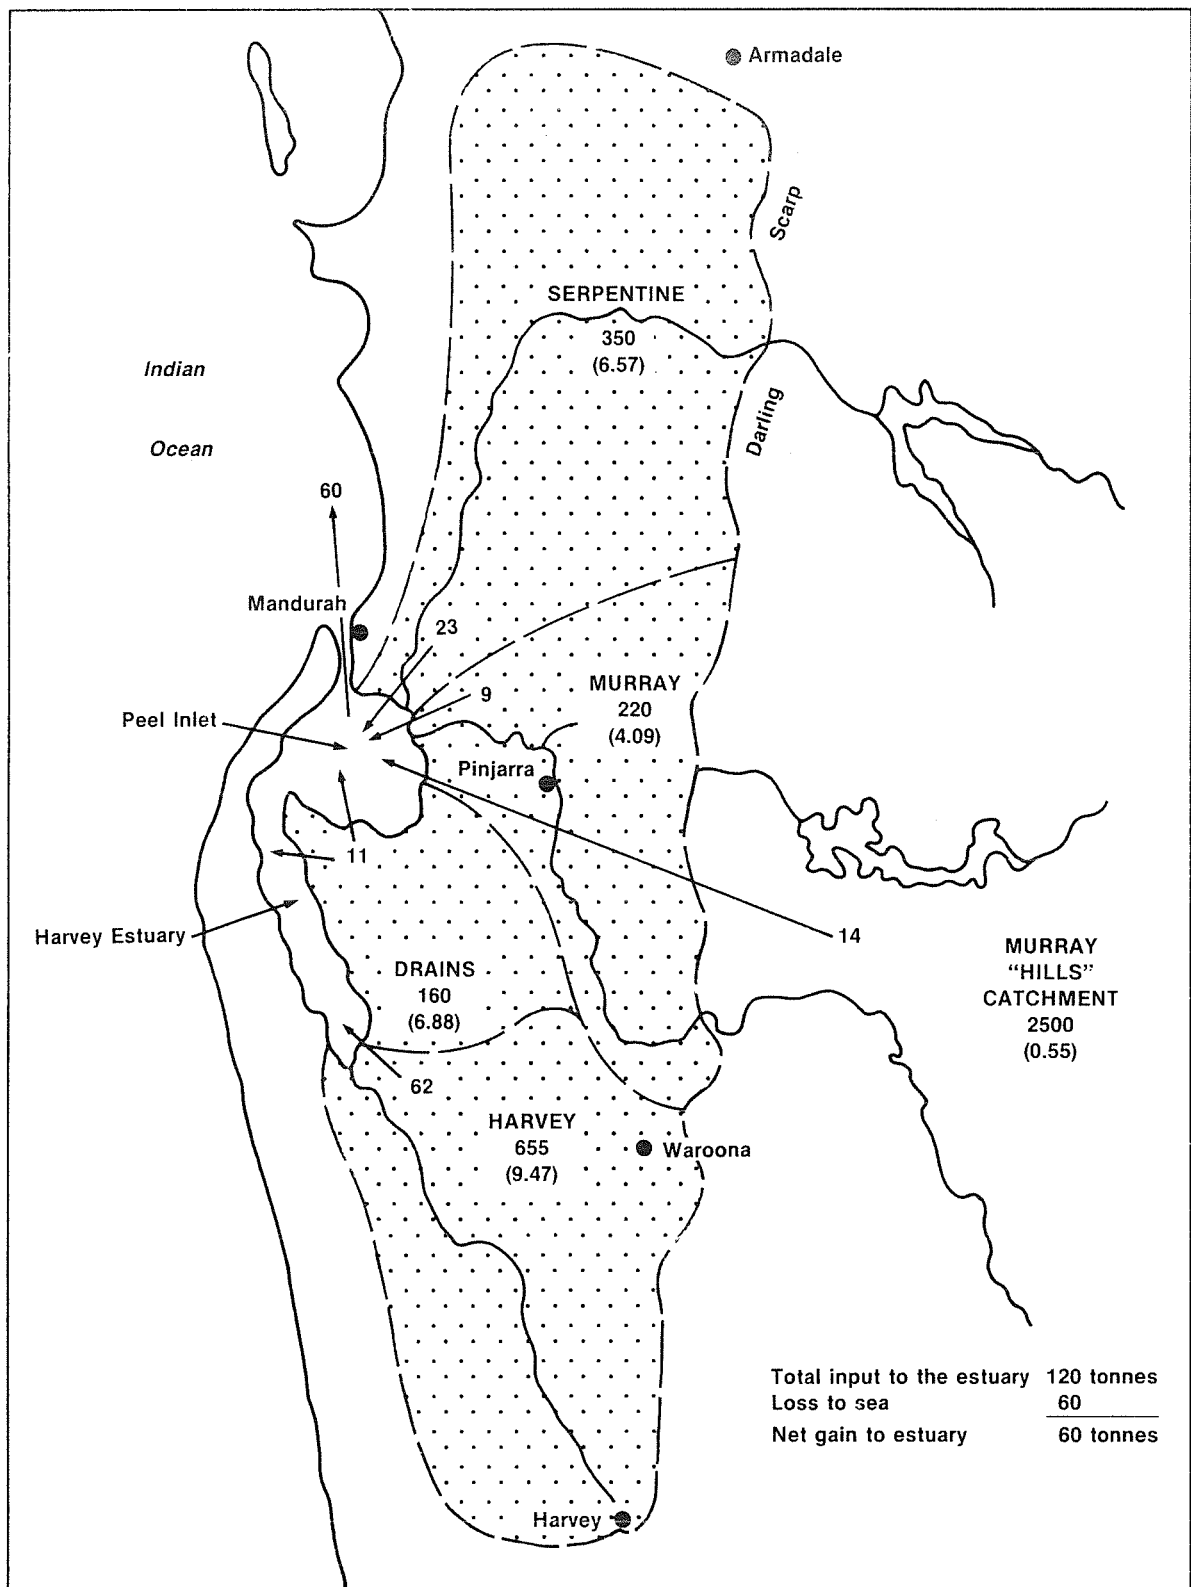 Armadale
Scarp
SERPENTINE
350
(6.57)
Indian
Ocean
Darling
60
Mandurah
23
9
MURRAY
220
(4.09)
Peel Inlet
Pinjarra
11
Harvey Estuary
14
MURRAY
“HILLS”
CATCHMENT
2500
(0.55)
DRAINS
160
(6.88)
62
HARVEY
655
(9.47)
Waroona
Total input to the estuary 120 tonnes
Loss to sea 60
Net gain to estuary 60 tonnes
Harvey